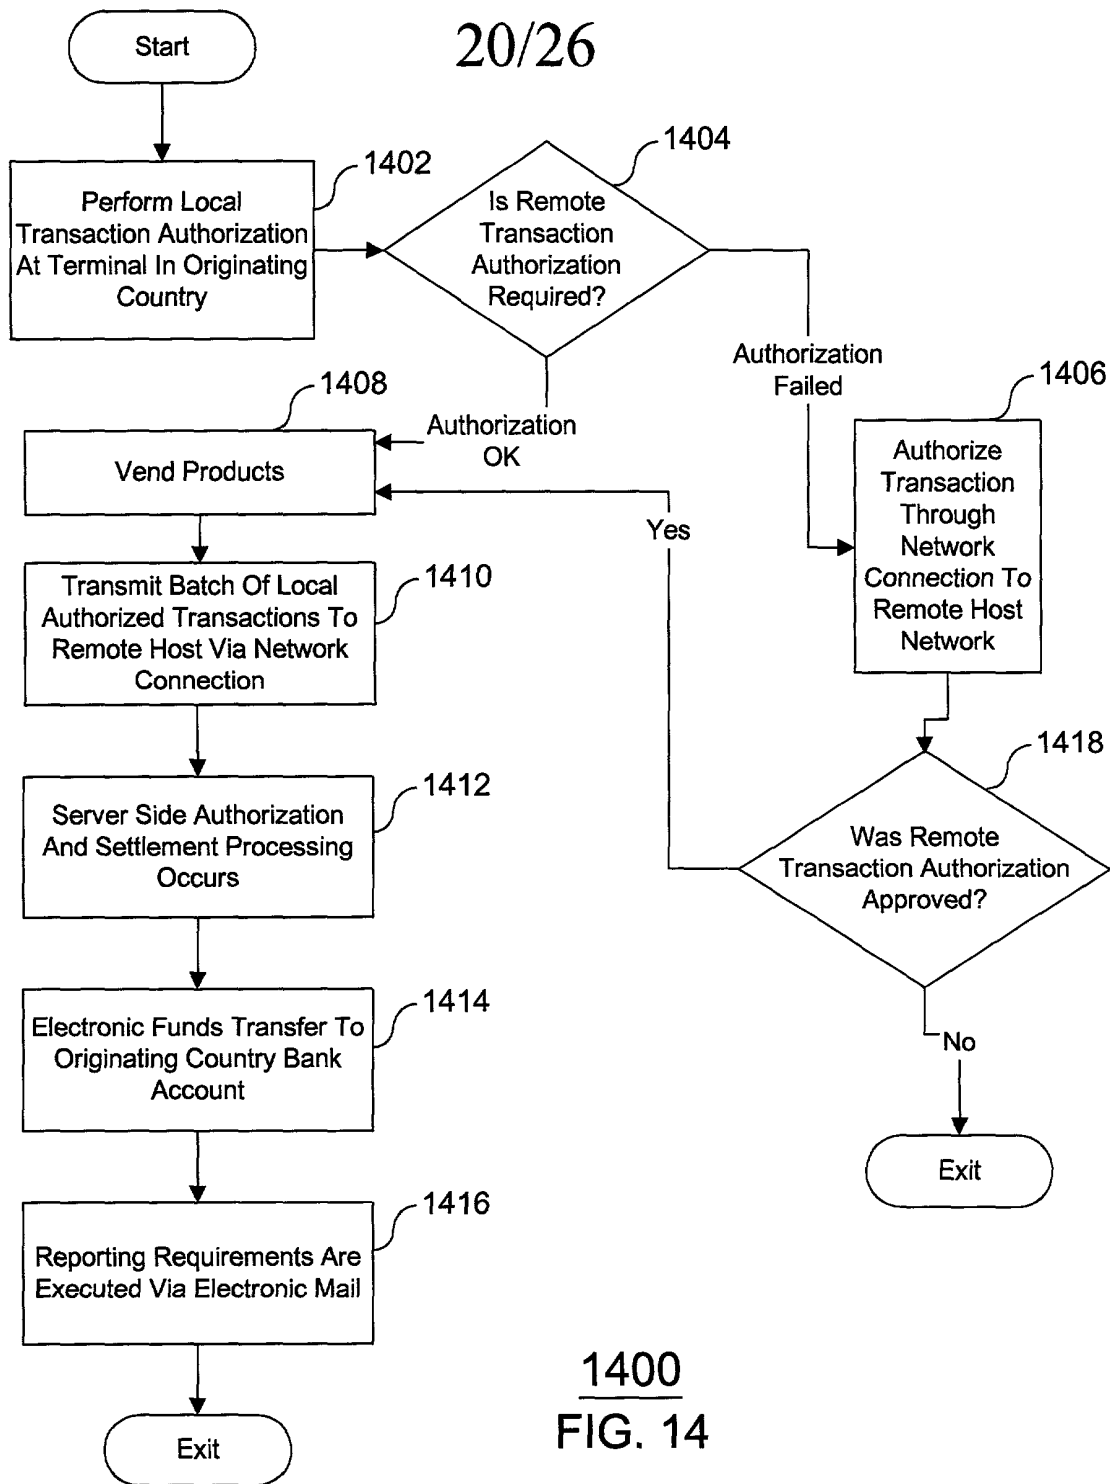 Start
20/26
1402
Perform Local
Transaction Authorization
At Terminal In Originating
Country
1404
Is Remote
Transaction
Authorization
Required?
Authorization
Failed
1406
Authorize
Transaction
Through
Network
Connection To
Remote Host
Network
1408
Authorization
OK
Vend Products
Yes
1410
Transmit Batch Of Local
Authorized Transactions To
Remote Host Via Network
Connection
1418
Was Remote
Transaction Authorization
Approved?
1412
Server Side Authorization
And Settlement Processing
Occurs
No
Exit
1414
Electronic Funds Transfer To
Originating Country Bank
Account
1416
Reporting Requirements Are
Executed Via Electronic Mail
Exit
1400
FIG. 14